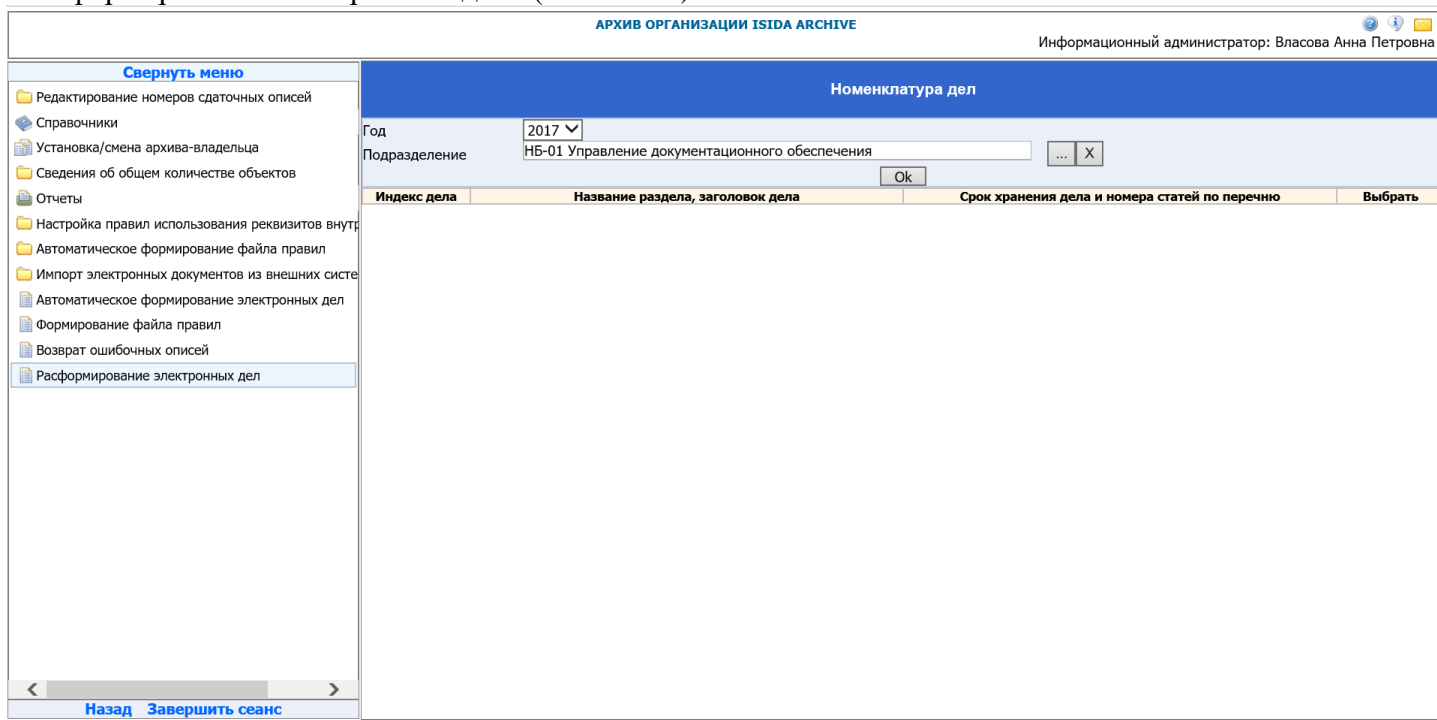 АРХИВ ОРГАНИЗАЦИИ ISIDA ARCHIVE
Информационный администратор: Власова Анна Петровна
Свернуть меню
Редактирование номеров сдаточных описей
Справочники
Установка/смена архива-владельца
Сведения об общем количестве объектов
Отчеты
Настройка правил использования реквизитов внутр
Автоматическое формирование файла правил
Импорт электронных документов из внешних систе
Автоматическое формирование электронных дел
Формирование файла правил
Возврат ошибочных описей
Расформирование электронных дел
Назад Завершить сеанс
Номенклатура дел
Год 2017
Подразделение НБ-01 Управление документационного обеспечения ... X
Ok
Индекс дела Название раздела, заголовок дела Срок хранения дела и номера статей по перечню Выбрать